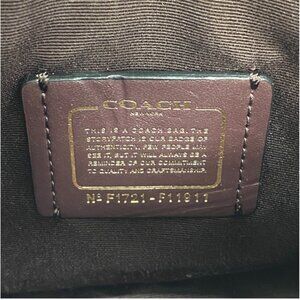 COACH
NEW YORK
THIS IS A COACH BAG. THE
STORYPATCH IS OUR BADGE OF
AUTHENTICITY. FEW PEOPLE MAY
SEE IT, BUT IT WILL ALWAYS BE A
REMINDER OF OUR COMMITMENT
TO QUALITY AND CRAFTSMANSHIP.
Nº F1721-F11911